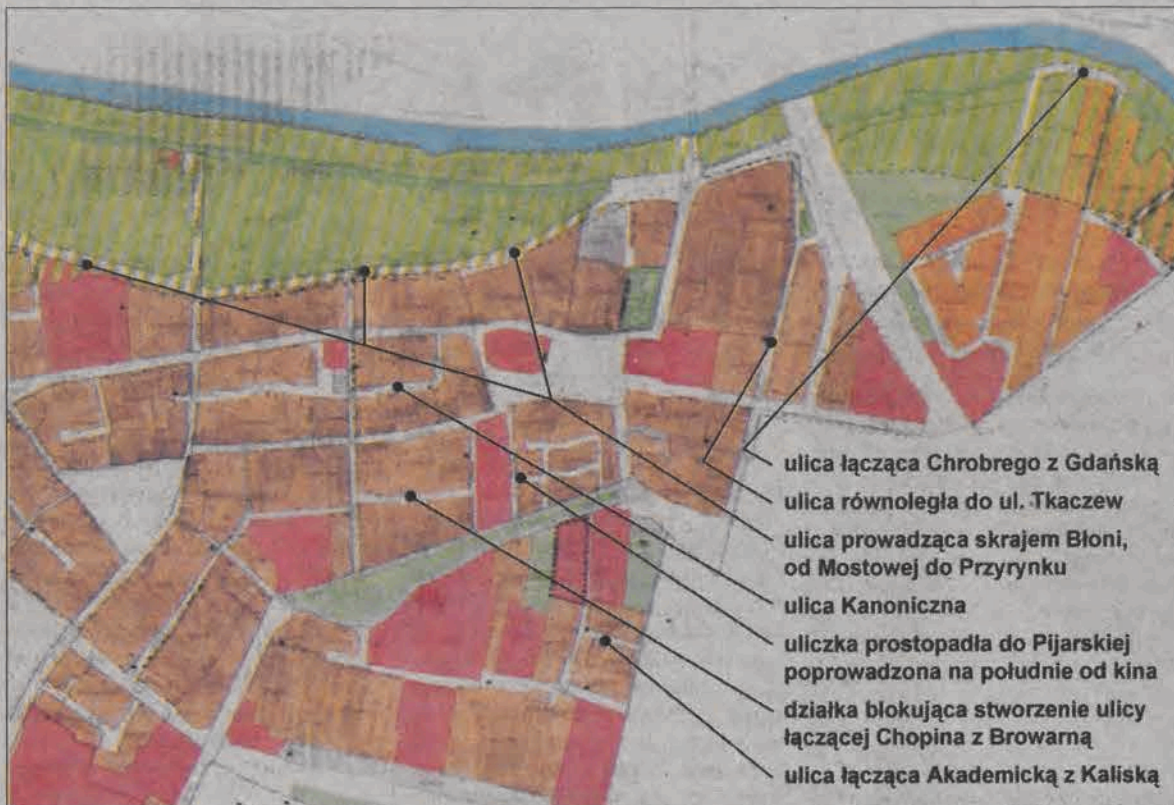 ulica łącząca Chrobrego z Gdańską
ulica równoległa do ul. Tkaczew
ulica prowadząca skrajem Błoni,
od Mostowej do Przyrynku
ulica Kanoniczna
uliczka prostopadła do Pijarskiej
poprowadzona na południe od kina
działka blokująca stworzenie ulicy
łączącej Chopina z Browarną
ulica łącząca Akademicką z Kaliską